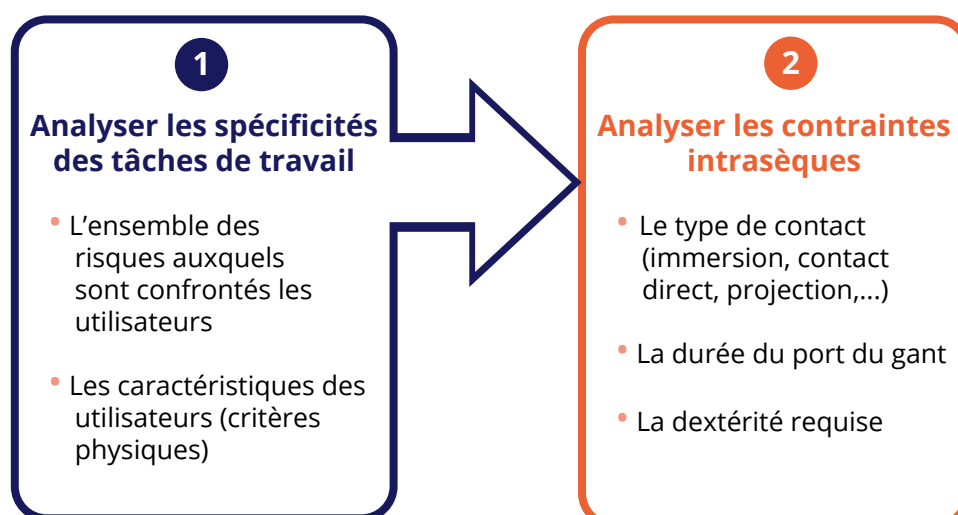 1
Analyser les spécificités
des tâches de travail
• L’ensemble des
risques auxquels
sont confrontés les
utilisateurs
• Les caractéristiques des
utilisateurs (critères
physiques)
2
Analyser les contraintes
intrasèques
• Le type de contact
(immersion, contact
direct, projection,...)
• La durée du port du gant
• La dextérité requise